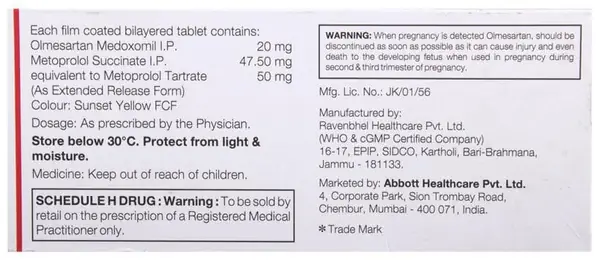 Each film coated bilayered tablet contains:
Olmesartan Medoxomil I.P. 20 mg
Metoprolol Succinate I.P. 47.50 mg
equivalent to Metoprolol Tartrate 50 mg
(As Extended Release Form)
Colour: Sunset Yellow FCF
Dosage: As prescribed by the Physician.
Store below 30°C. Protect from light &
moisture.
Medicine: Keep out of reach of children.
SCHEDULE H DRUG : Warning : To be sold by
retail on the prescription of a Registered Medical
Practitioner only.
WARNING: When pregnancy is detected Olmesartan, should be
discontinued as soon as possible as it can cause injury and even
death to the developing fetus when used in pregnancy during
second & third trimester of pregnancy.
Mfg. Lic. No.: JK/01/56
Manufactured by:
Ravenbhel Healthcare Pvt. Ltd.
(WHO & cGMP Certified Company)
16-17, EPIP, SIDCO, Kartholi, Bari-Brahmana,
Jammu - 181133.
Marketed by: Abbott Healthcare Pvt. Ltd.
4, Corporate Park, Sion Trombay Road,
Chembur, Mumbai - 400 071, India.
* Trade Mark